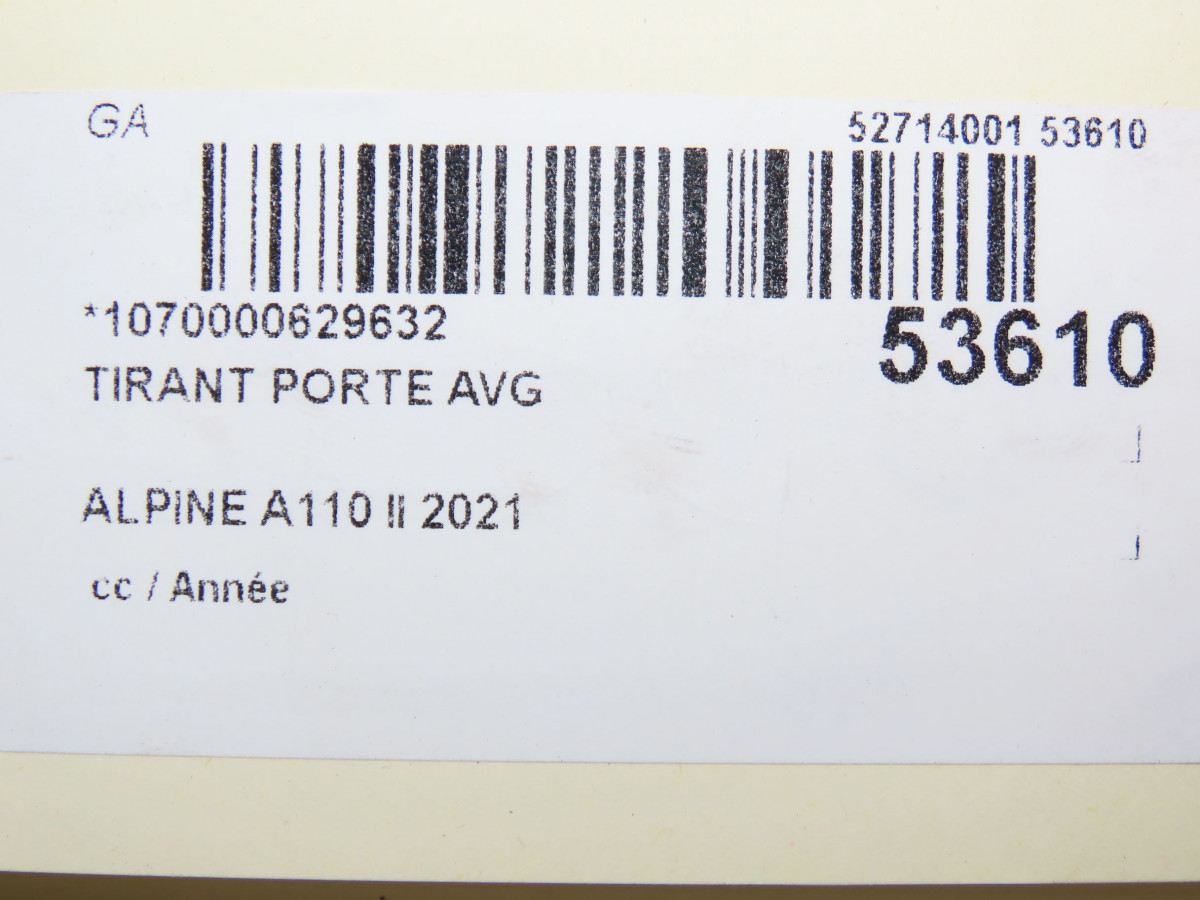 GA
52714001 53610
*1070000629632
53610
TIRANT PORTE AVG
ALPINE A110 II 2021
cc / Année